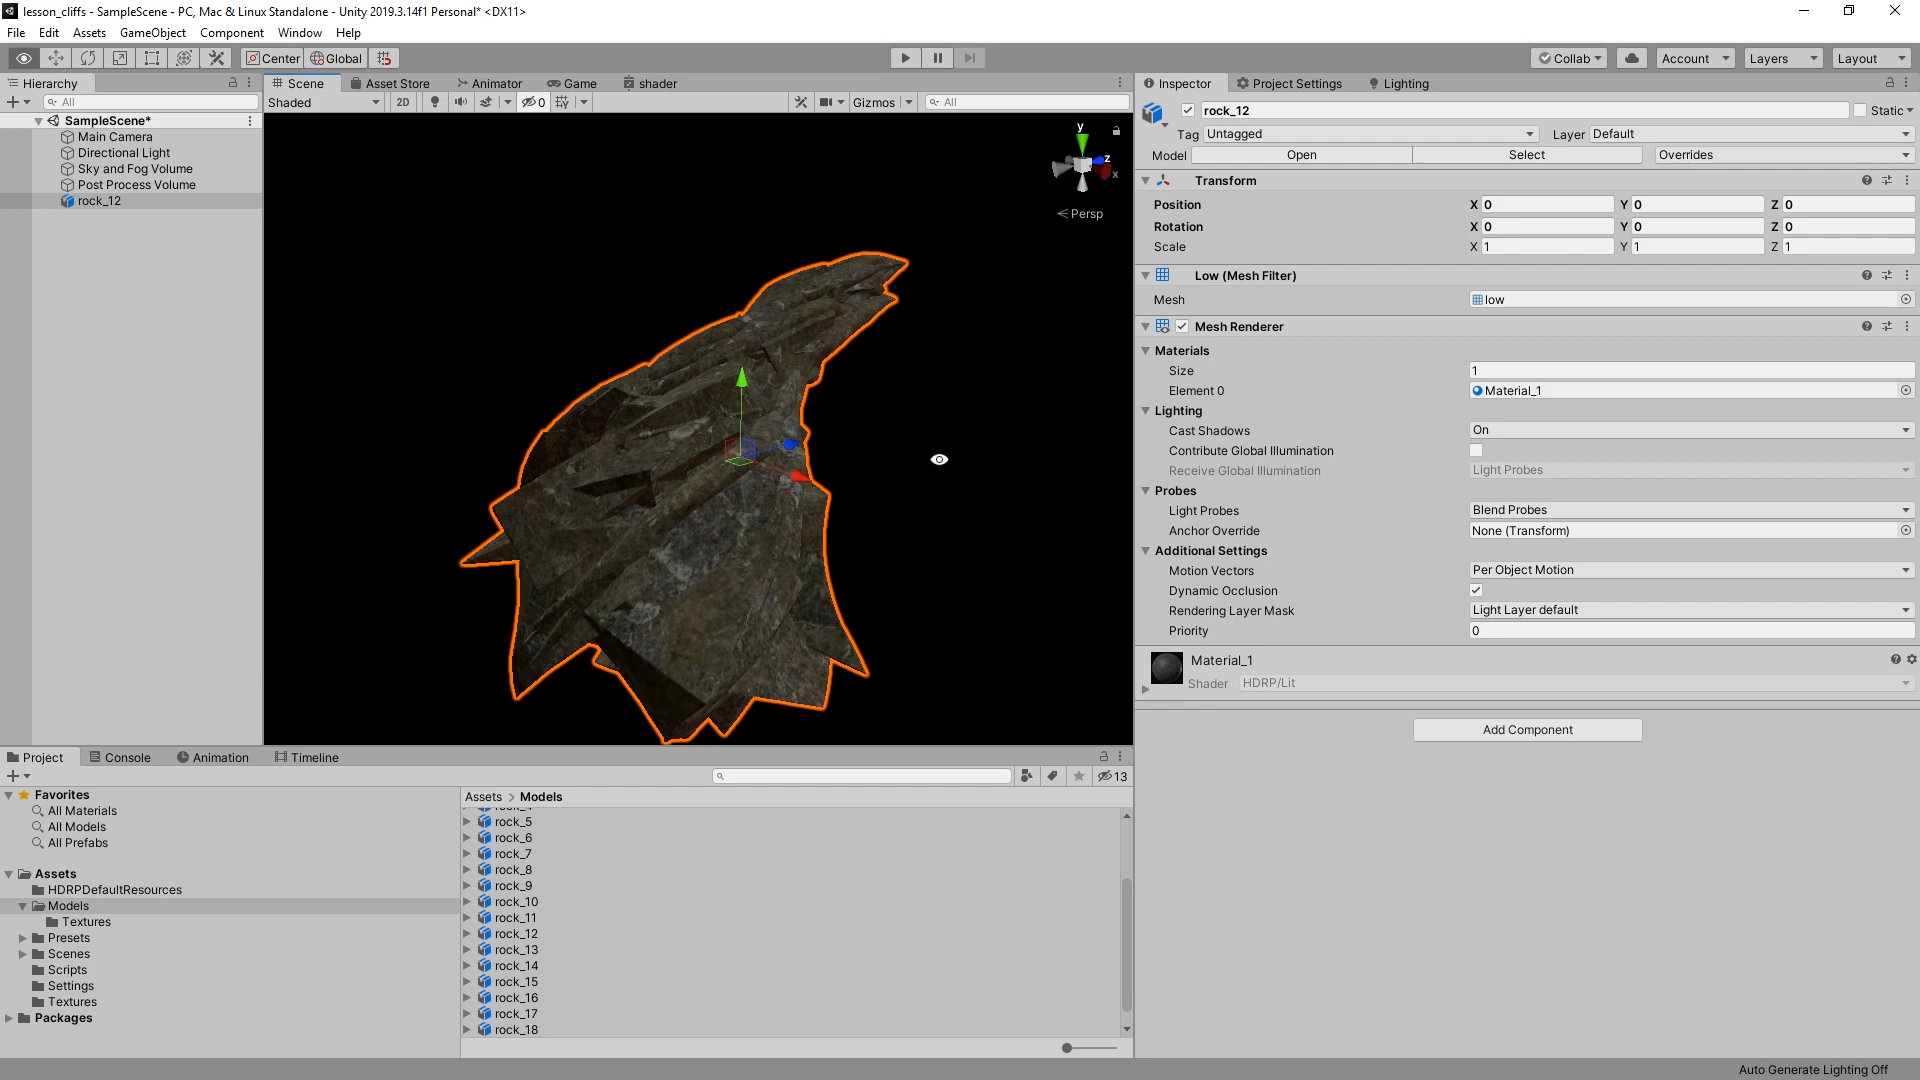 lesson_cliffs - SampleScene - PC, Mac & Linux Standalone - Unity 2019.3.14f1 Personal* <DX11>
File Edit Assets GameObject Component Window Help
Center Global Collab Account Layers Layout
Hierarchy
All
SampleScene*
Main Camera
Directional Light
Sky and Fog Volume
Post Process Volume
rock_12
Scene Asset Store Animator Game shader
Shaded 2D 0 Gizmos All
y
z
x
Persp
Inspector Project Settings Lighting
rock_12 Static
Tag Untagged Layer Default
Model Open Select Overrides
Transform
Position X 0 Y 0 Z 0
Rotation X 0 Y 0 Z 0
Scale X 1 Y 1 Z 1
Low (Mesh Filter)
Mesh low
Mesh Renderer
Materials
Size 1
Element 0 Material_1
Lighting
Cast Shadows On
Contribute Global Illumination
Receive Global Illumination Light Probes
Probes
Light Probes Blend Probes
Anchor Override None (Transform)
Additional Settings
Motion Vectors Per Object Motion
Dynamic Occlusion
Rendering Layer Mask Light Layer default
Priority 0
Material_1
Shader HDRP/Lit
Add Component
Project Console Animation Timeline
13
Favorites
All Materials
All Models
All Prefabs
Assets
HDRPDefaultResources
Models
Textures
Presets
Scenes
Scripts
Settings
Textures
Packages
Assets > Models
rock_5
rock_6
rock_7
rock_8
rock_9
rock_10
rock_11
rock_12
rock_13
rock_14
rock_15
rock_16
rock_17
rock_18
Auto Generate Lighting Off